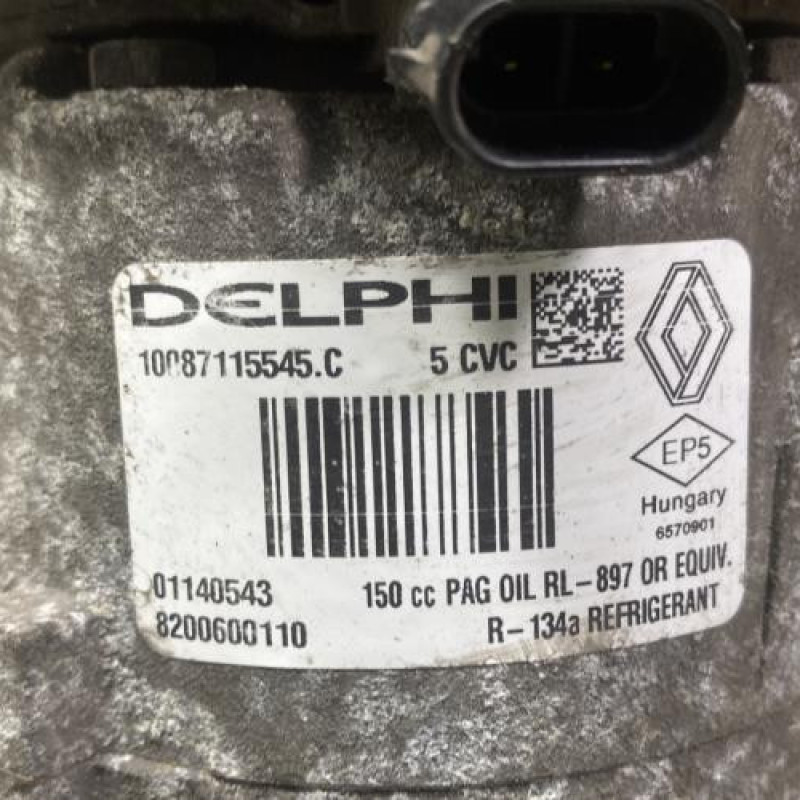 DELPHI
10087115545.C 5 CVC
EP5
Hungary
6570901
01140543 150 cc PAG OIL RL-897 OR EQUIV.
8200600110 R-134a REFRIGERANT